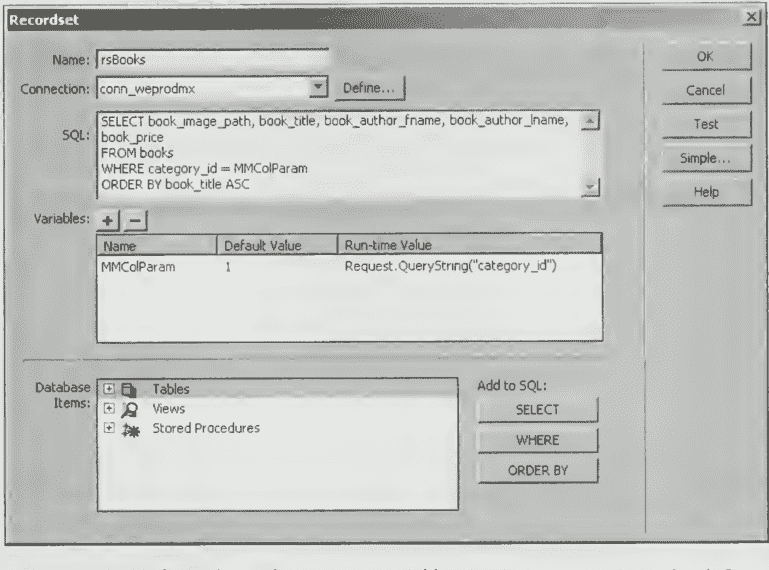 Recordset
Name: rsBooks
Connection: conn_weprodmx Define...
SQL: SELECT book_image_path, book_title, book_author_fname, book_author_lname,
book_price
FROM books
WHERE category_id = MMColParam
ORDER BY book_title ASC
OK
Cancel
Test
Simple...
Help
Variables: + -
Name Default Value Run-time Value
MMColParam 1 Request.QueryString("category_id")
Database
Items:
Tables
Views
Stored Procedures
Add to SQL:
SELECT
WHERE
ORDER BY